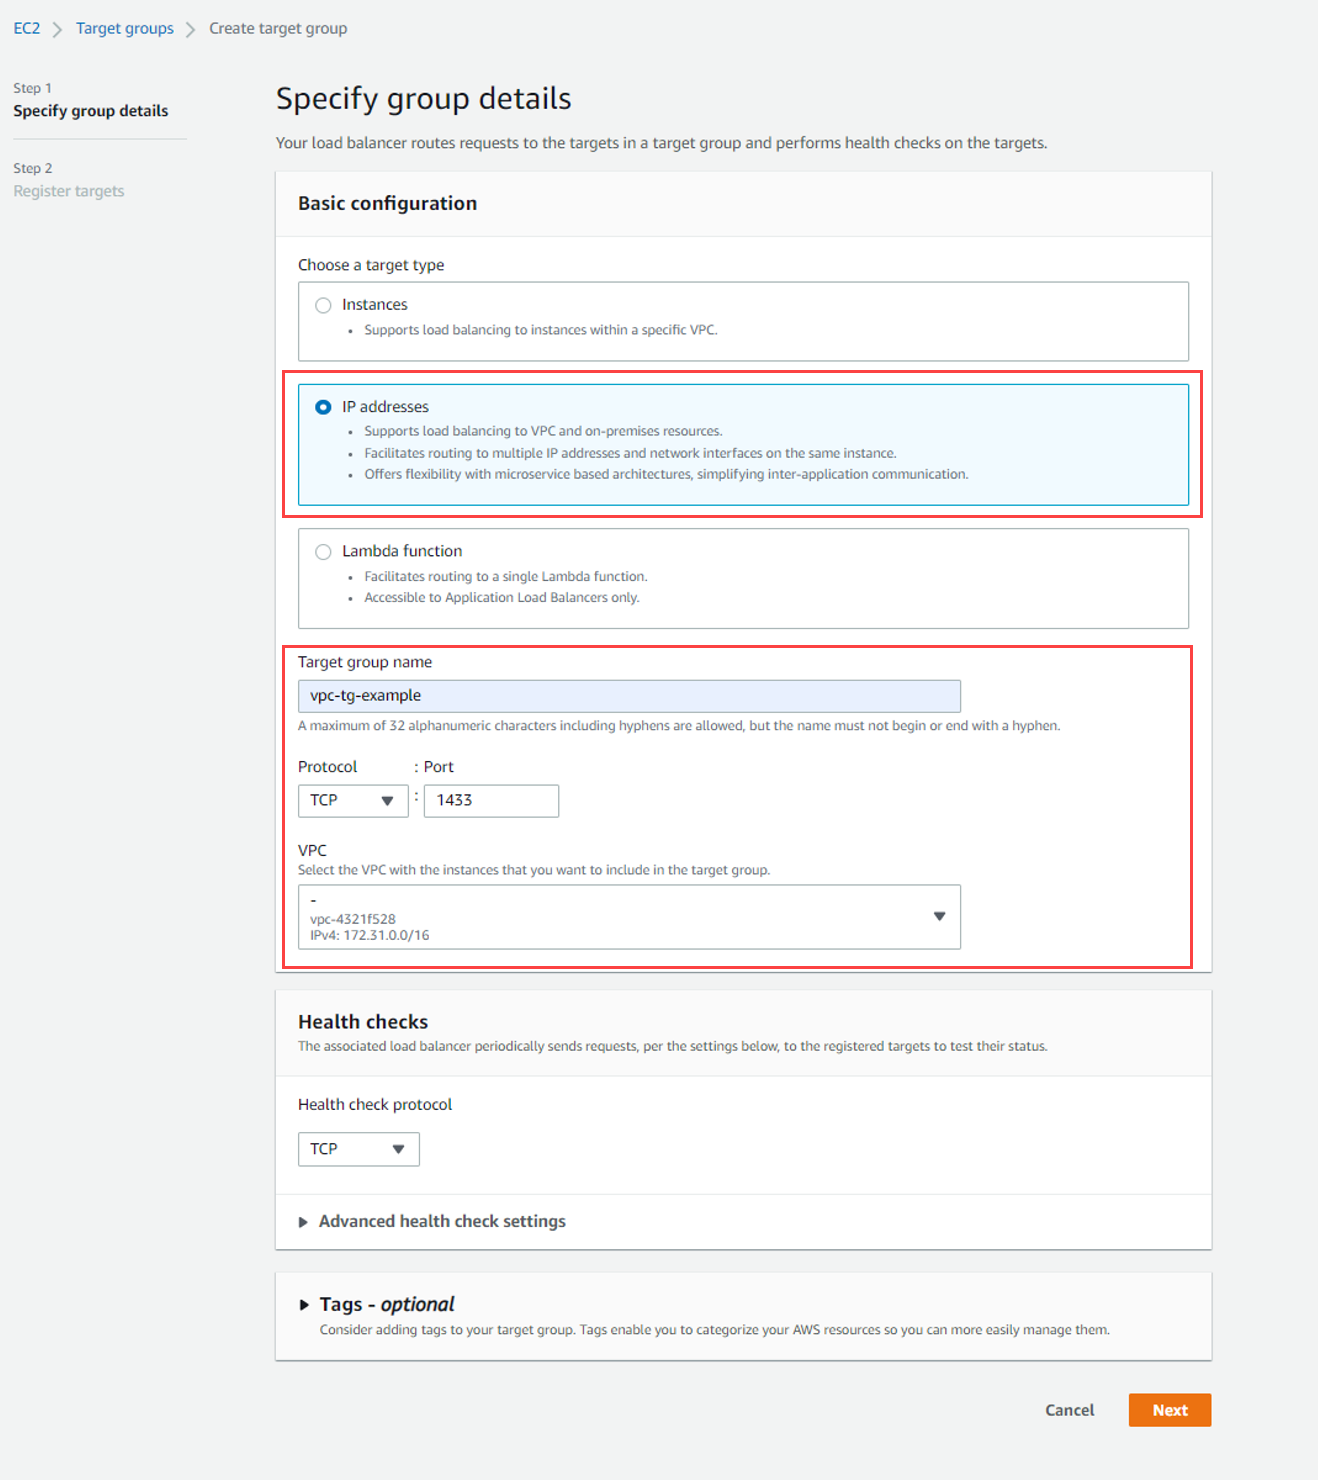 EC2 > Target groups > Create target group
Step 1
Specify group details
Step 2
Register targets
Specify group details
Your load balancer routes requests to the targets in a target group and performs health checks on the targets.
Basic configuration
Choose a target type
Instances
• Supports load balancing to instances within a specific VPC.
IP addresses
• Supports load balancing to VPC and on-premises resources.
• Facilitates routing to multiple IP addresses and network interfaces on the same instance.
• Offers flexibility with microservice based architectures, simplifying inter-application communication.
Lambda function
• Facilitates routing to a single Lambda function.
• Accessible to Application Load Balancers only.
Target group name
vpc-tg-example
A maximum of 32 alphanumeric characters including hyphens are allowed, but the name must not begin or end with a hyphen.
Protocol : Port
TCP : 1433
VPC
Select the VPC with the instances that you want to include in the target group.
-
vpc-4321f528
IPv4: 172.31.0.0/16
Health checks
The associated load balancer periodically sends requests, per the settings below, to the registered targets to test their status.
Health check protocol
TCP
Advanced health check settings
Tags - optional
Consider adding tags to your target group. Tags enable you to categorize your AWS resources so you can more easily manage them.
Cancel Next